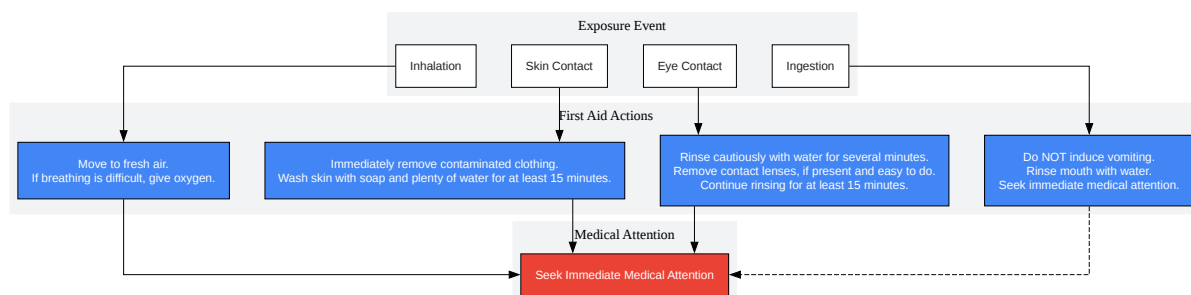 Exposure Event
Inhalation
Skin Contact
Eye Contact
Ingestion
First Aid Actions
Move to fresh air.
If breathing is difficult, give oxygen.
Immediately remove contaminated clothing.
Wash skin with soap and plenty of water for at least 15 minutes.
Rinse cautiously with water for several minutes.
Remove contact lenses, if present and easy to do.
Continue rinsing for at least 15 minutes.
Do NOT induce vomiting.
Rinse mouth with water.
Seek immediate medical attention.
Medical Attention
Seek Immediate Medical Attention